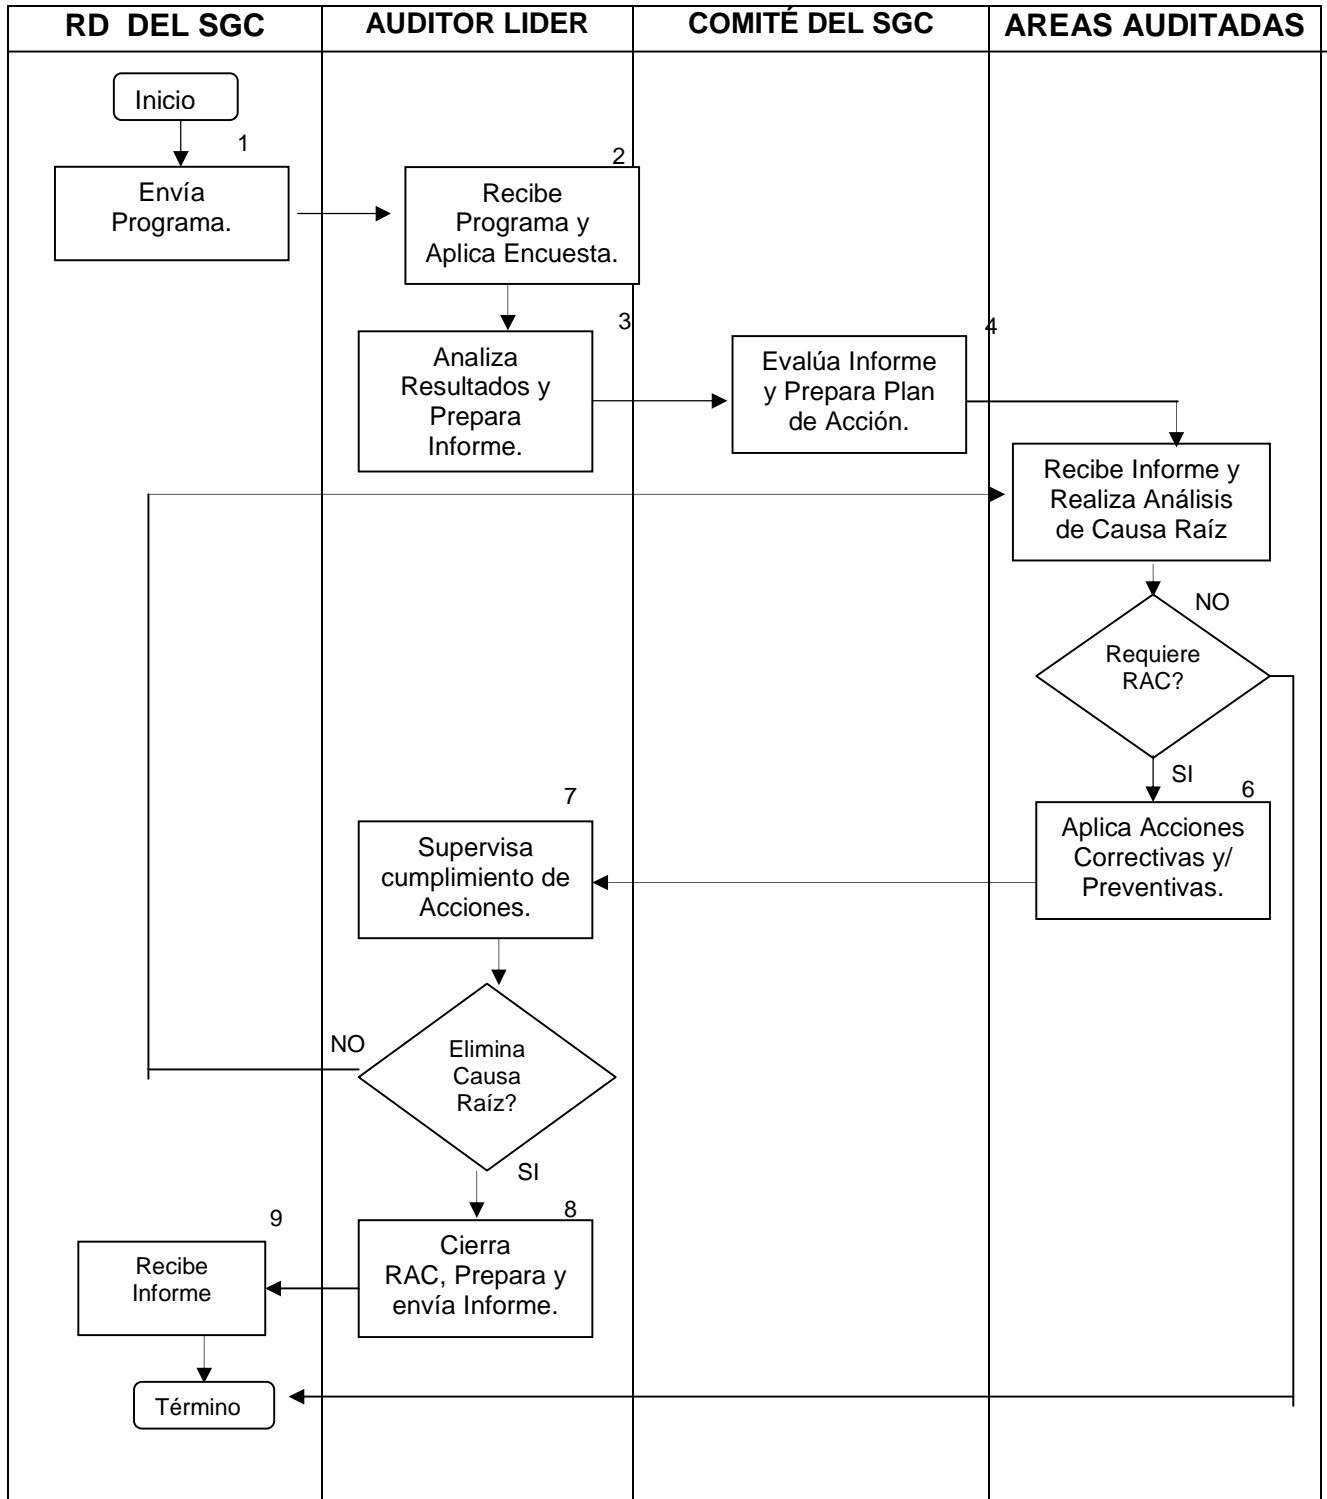 RD DEL SGC
AUDITOR LIDER
COMITÉ DEL SGC
AREAS AUDITADAS
Inicio
1
Envía
Programa.
2
Recibe
Programa y
Aplica Encuesta.
3
Analiza
Resultados y
Prepara
Informe.
4
Evalúa Informe
y Prepara Plan
de Acción.
Recibe Informe y
Realiza Análisis
de Causa Raíz
NO
Requiere
RAC?
SI
6
Aplica Acciones
Correctivas y/
Preventivas.
7
Supervisa
cumplimiento de
Acciones.
NO
Elimina
Causa
Raíz?
SI
8
Cierra
RAC, Prepara y
envía Informe.
9
Recibe
Informe
Término